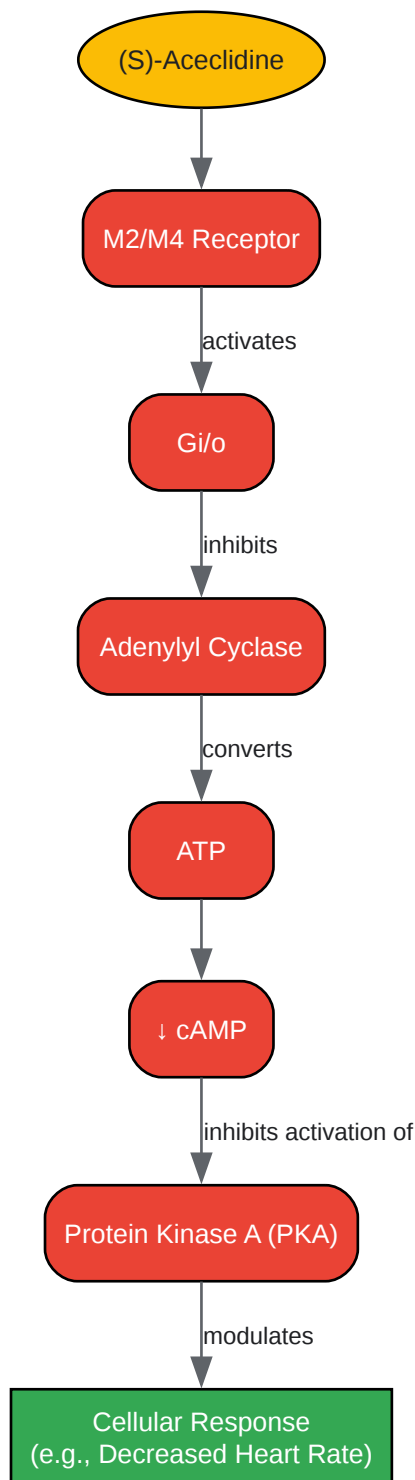 (S)-Aceclidine
M2/M4 Receptor
activates
Gi/o
inhibits
Adenylyl Cyclase
converts
ATP
↓ cAMP
inhibits activation of
Protein Kinase A (PKA)
modulates
Cellular Response
(e.g., Decreased Heart Rate)